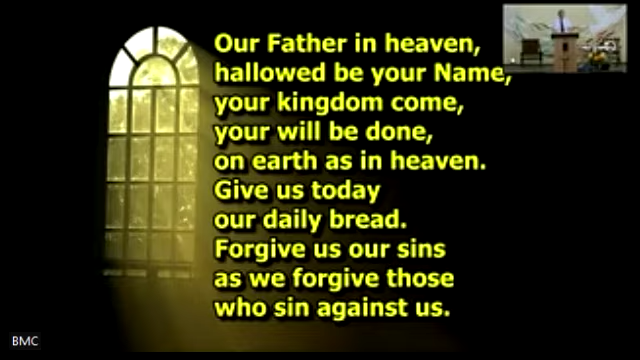 Our Father in heaven,
hallowed be your Name,
your kingdom come,
your will be done,
on earth as in heaven.
Give us today
our daily bread.
Forgive us our sins
as we forgive those
who sin against us.
BMC